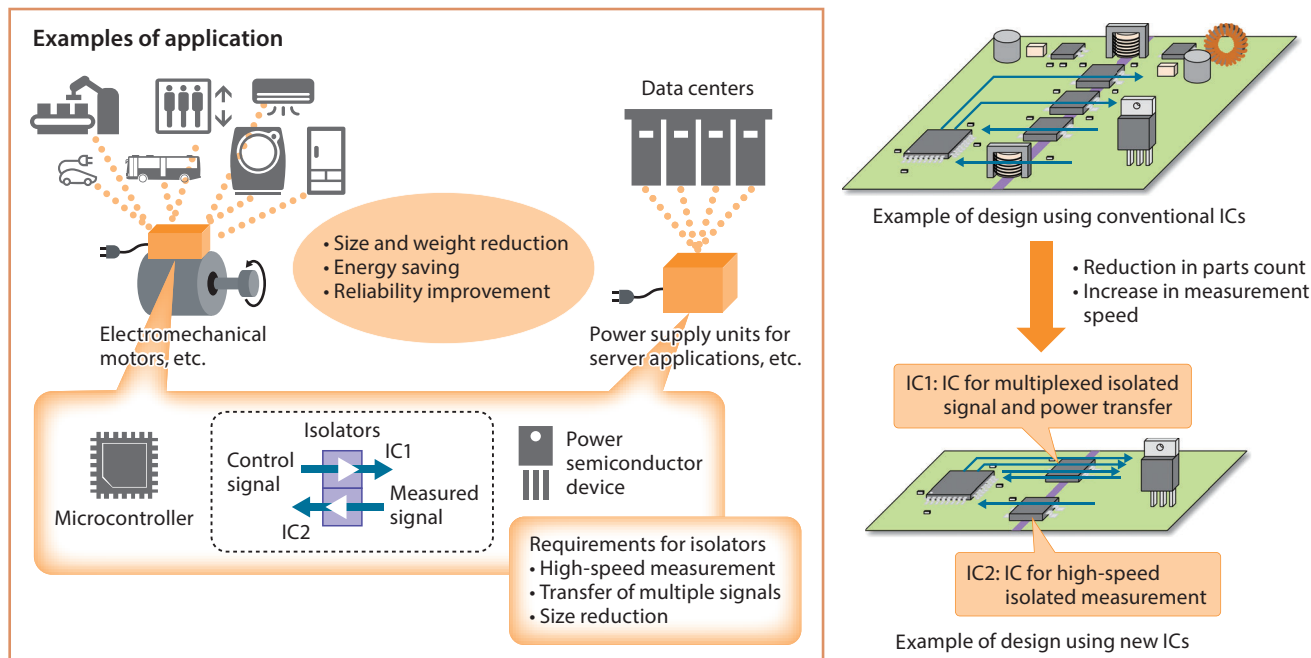 Examples of application
Data centers
• Size and weight reduction
• Energy saving
• Reliability improvement
Electromechanical
motors, etc.
Power supply units for
server applications, etc.
Microcontroller
Isolators
Control
signal
IC1
Measured
signal
IC2
Power
semiconductor
device
Requirements for isolators
• High-speed measurement
• Transfer of multiple signals
• Size reduction
Example of design using conventional ICs
• Reduction in parts count
• Increase in measurement
speed
IC1: IC for multiplexed isolated
signal and power transfer
IC2: IC for high-speed
isolated measurement
Example of design using new ICs